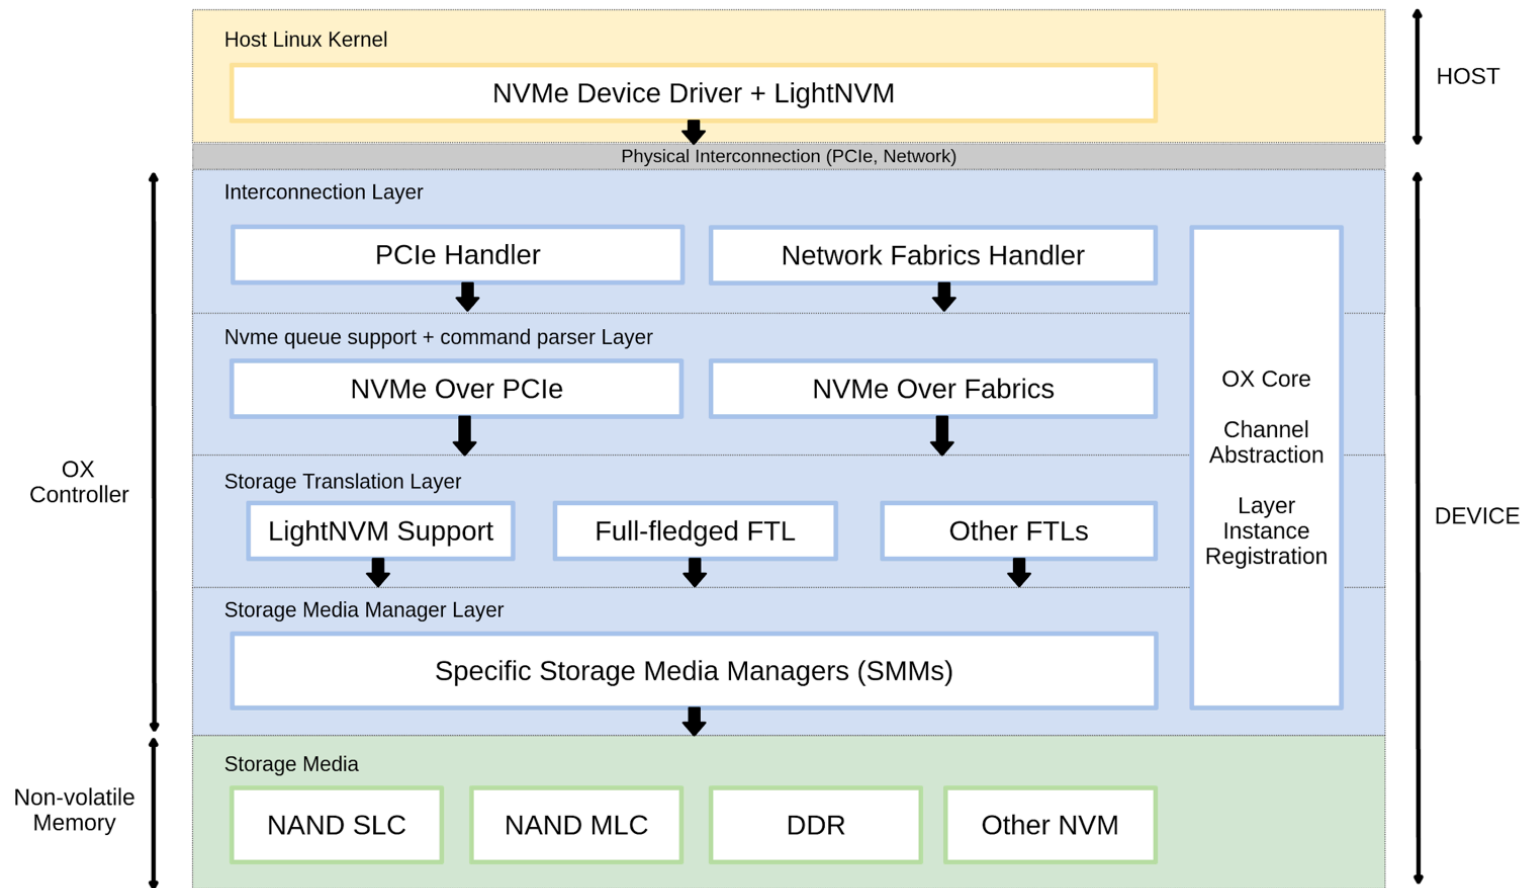 Host Linux Kernel
NVMe Device Driver + LightNVM
HOST
Physical Interconnection (PCIe, Network)
Interconnection Layer
PCIe Handler
Network Fabrics Handler
Nvme queue support + command parser Layer
NVMe Over PCIe
NVMe Over Fabrics
OX Core
Channel
Abstraction
Layer
Instance
Registration
OX
Controller
DEVICE
Storage Translation Layer
LightNVM Support
Full-fledged FTL
Other FTLs
Storage Media Manager Layer
Specific Storage Media Managers (SMMs)
Storage Media
Non-volatile
Memory
NAND SLC
NAND MLC
DDR
Other NVM